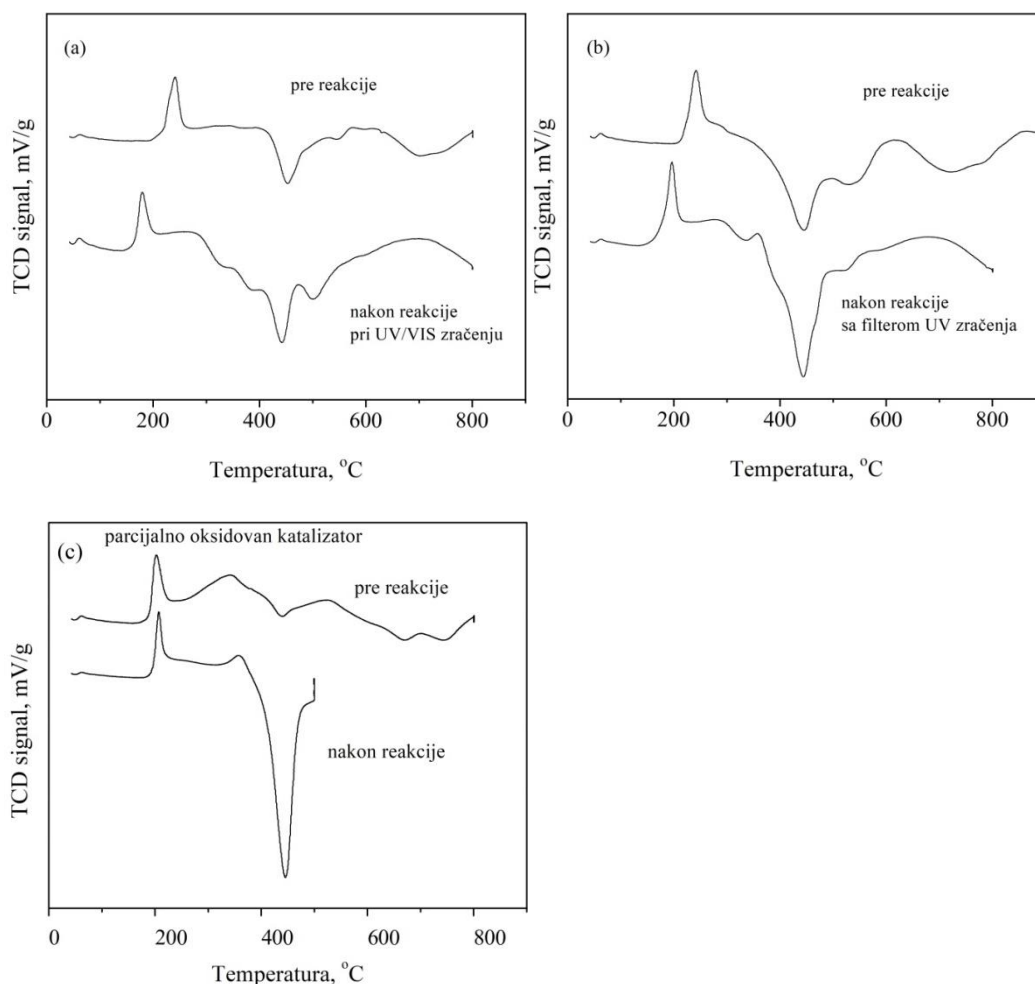 (a)
pre reakcije
nakon reakcije
pri UV/VIS zračenju
TCD signal, mV/g
0 200 400 600 800
Temperatura, °C
(b)
pre reakcije
nakon reakcije
sa filterom UV zračenja
TCD signal, mV/g
0 200 400 600 800
Temperatura, °C
(c)
parcijalno oksidovan katalizator
pre reakcije
nakon reakcije
TCD signal, mV/g
0 200 400 600 800
Temperatura, °C